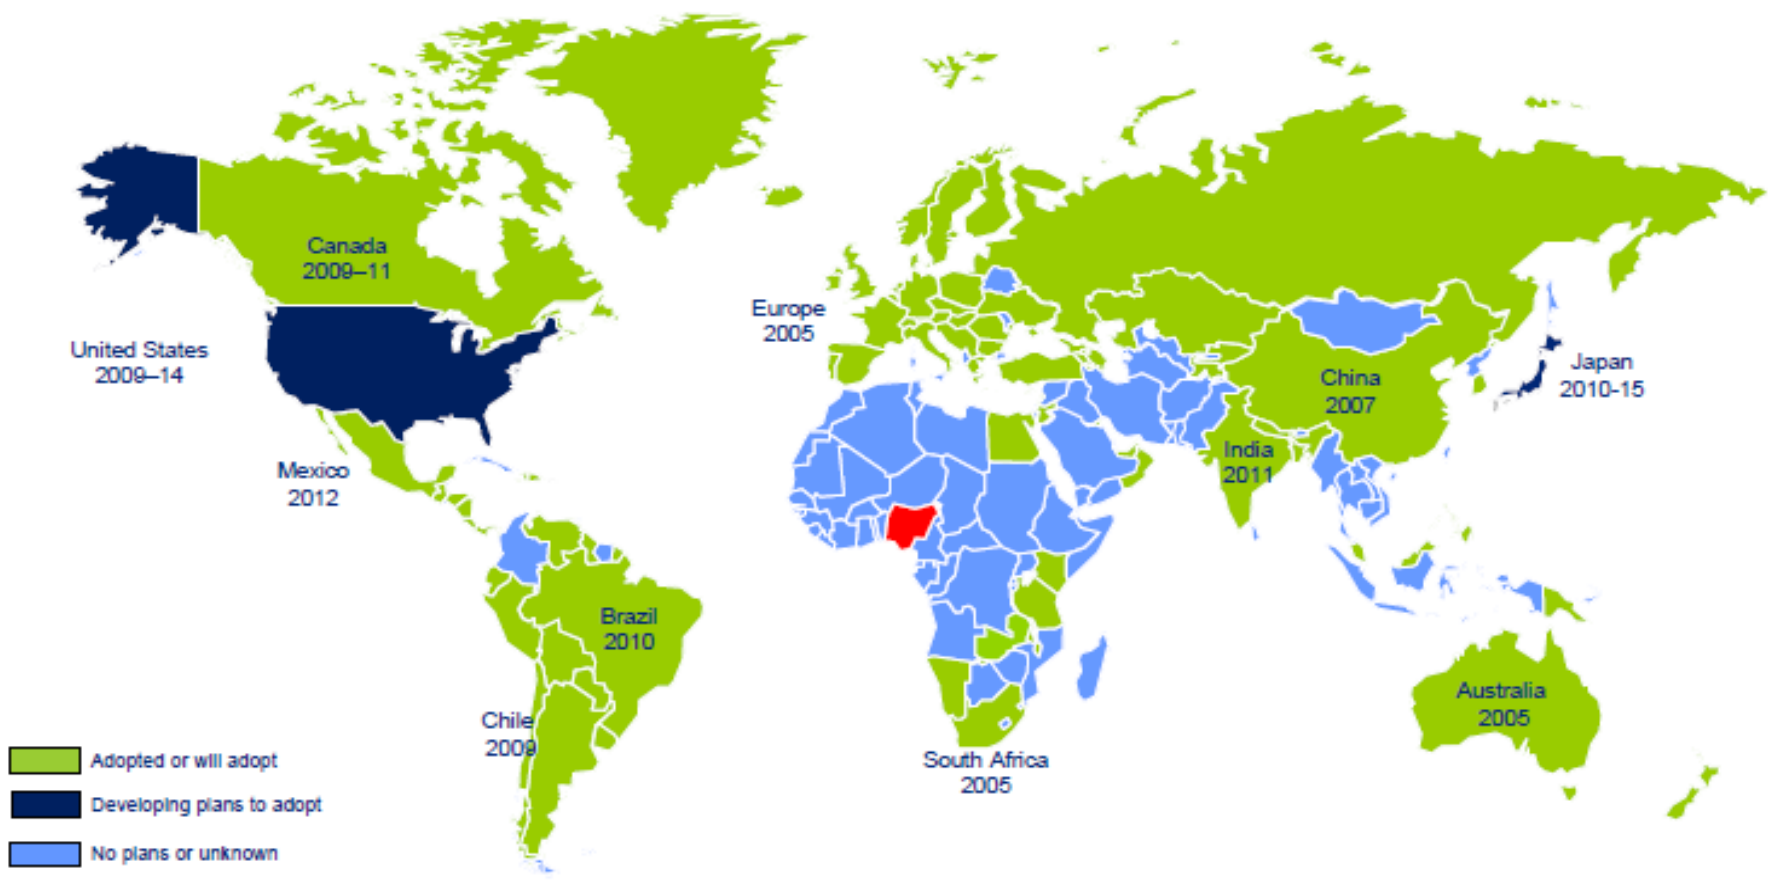 Canada
2009–11
Europe
2005
United States
2009–14
Japan
2010-15
China
2007
India
2011
Mexico
2012
Brazil
2010
Australia
2005
Chile
2009
South Africa
2005
Adopted or will adopt
Developing plans to adopt
No plans or unknown